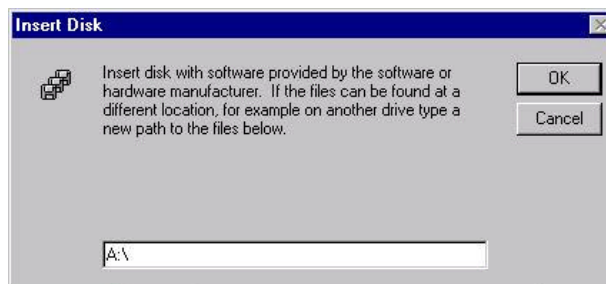 Insert Disk
Insert disk with software provided by the software or
hardware manufacturer. If the files can be found at a
different location, for example on another drive type a
new path to the files below.
OK
Cancel
A:\